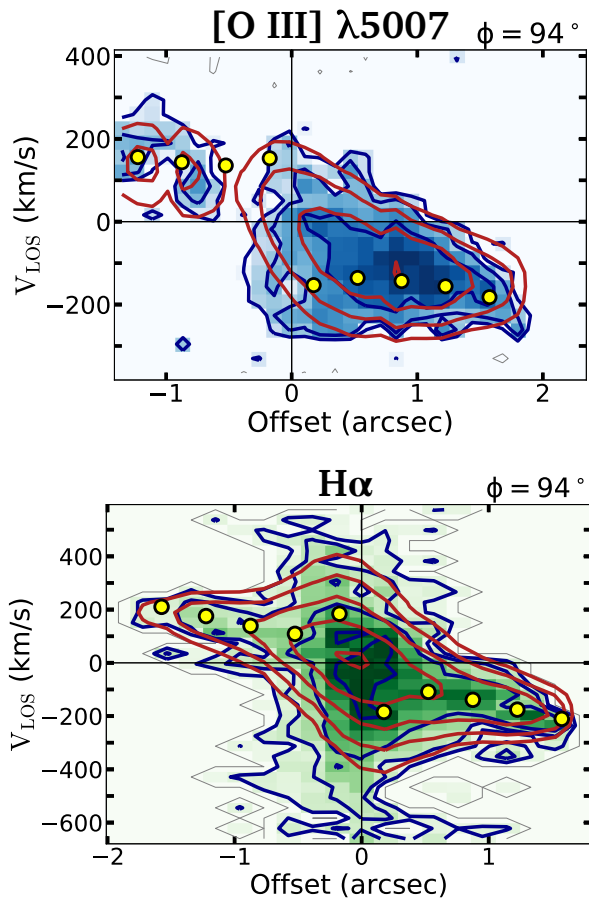 [O III] λ5007 ϕ = 94°
400
200
0
−200
V_LOS (km/s)
−1 0 1 2
Offset (arcsec)
Hα ϕ = 94°
400
200
0
−200
−400
−600
V_LOS (km/s)
−2 −1 0 1
Offset (arcsec)